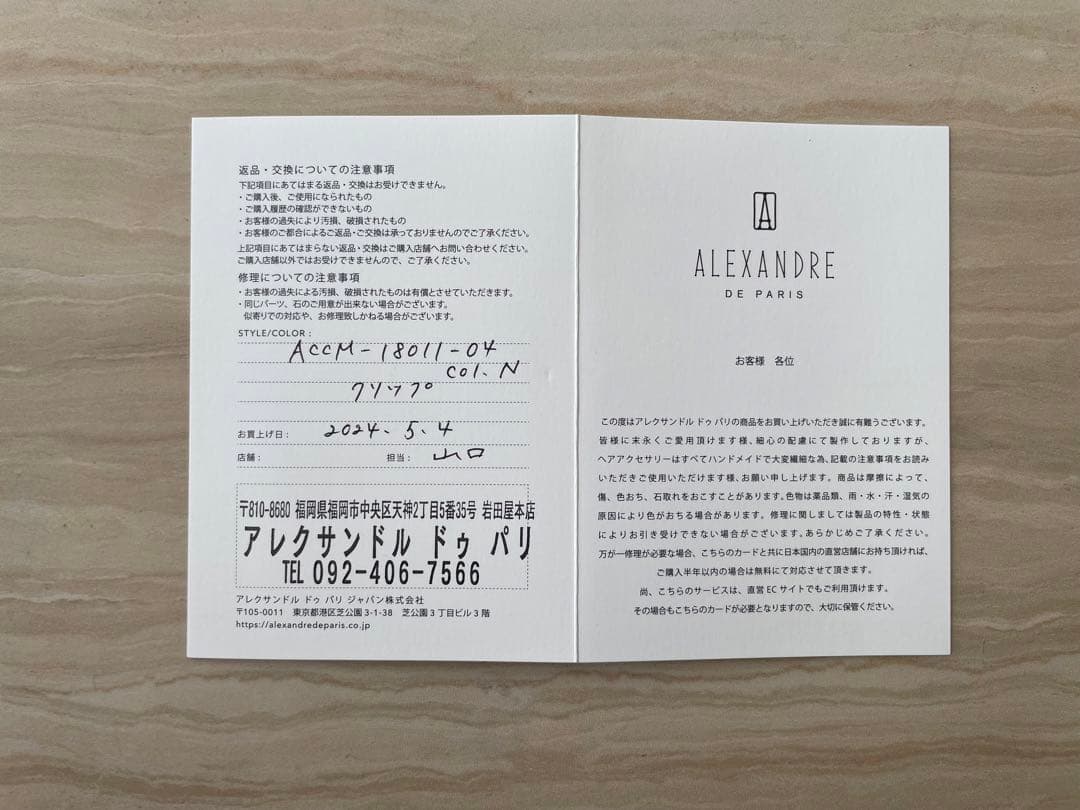 返品・交換についての注意事項
下記項目にあてはまる返品・交換はお受けできません。
・ご購入後、ご使用になられたもの
・ご購入履歴の確認ができないもの
・お客様の過失により汚損、破損されたもの
・お客様のご都合によるご返品・ご交換は承っておりませんのでご了承ください。
上記項目にあてはまらない返品・交換はご購入店舗へお問い合わせください。
ご購入店舗以外ではお受けできませんので、ご了承ください。
修理についての注意事項
・お客様の過失による汚損、破損されたものは有償とさせていただきます。
・同じパーツ、石のご用意が出来ない場合がございます。
似寄りでの対応や、お修理致しかねる場合がございます。
STYLE/COLOR :
ACCM-18011-04
COl. N
クリップ
お買上げ日： 2024. 5. 4
店舗： 担当： 山口
〒810-8680 福岡県福岡市中央区天神2丁目5番35号 岩田屋本店
アレクサンドル ドゥ パリ
TEL 092-406-7566
アレクサンドル ドゥ パリ ジャパン株式会社
〒105-0011 東京都港区芝公園 3-1-38 芝公園 3 丁目ビル 3 階
https://alexandredeparis.co.jp
A
ALEXANDRE
DE PARIS
お客様 各位
この度はアレクサンドル ドゥ パリの商品をお買い上げいただき誠に有難うございます。
皆様に末永くご愛用頂けます様、細心の配慮にて製作しておりますが、
ヘアアクセサリーはすべてハンドメイドで大変繊細な為、記載の注意事項をお読み
いただきご使用いただけます様、お願い申し上げます。商品は摩擦によって、
傷、色おち、石取れをおこすことがあります。色物は薬品類、雨・水・汗・湿気の
原因により色がおちる場合があります。修理に関しましては製品の特性・状態
によりお引き受けできない場合がございます。あらかじめご了承ください。
万が一修理が必要な場合、こちらのカードと共に日本国内の直営店舗にお持ち頂ければ、
ご購入半年以内の場合は無料にて対応させて頂きます。
尚、こちらのサービスは、直営 EC サイトでもご利用頂けます。
その場合もこちらのカードが必要となりますので、大切に保管ください。